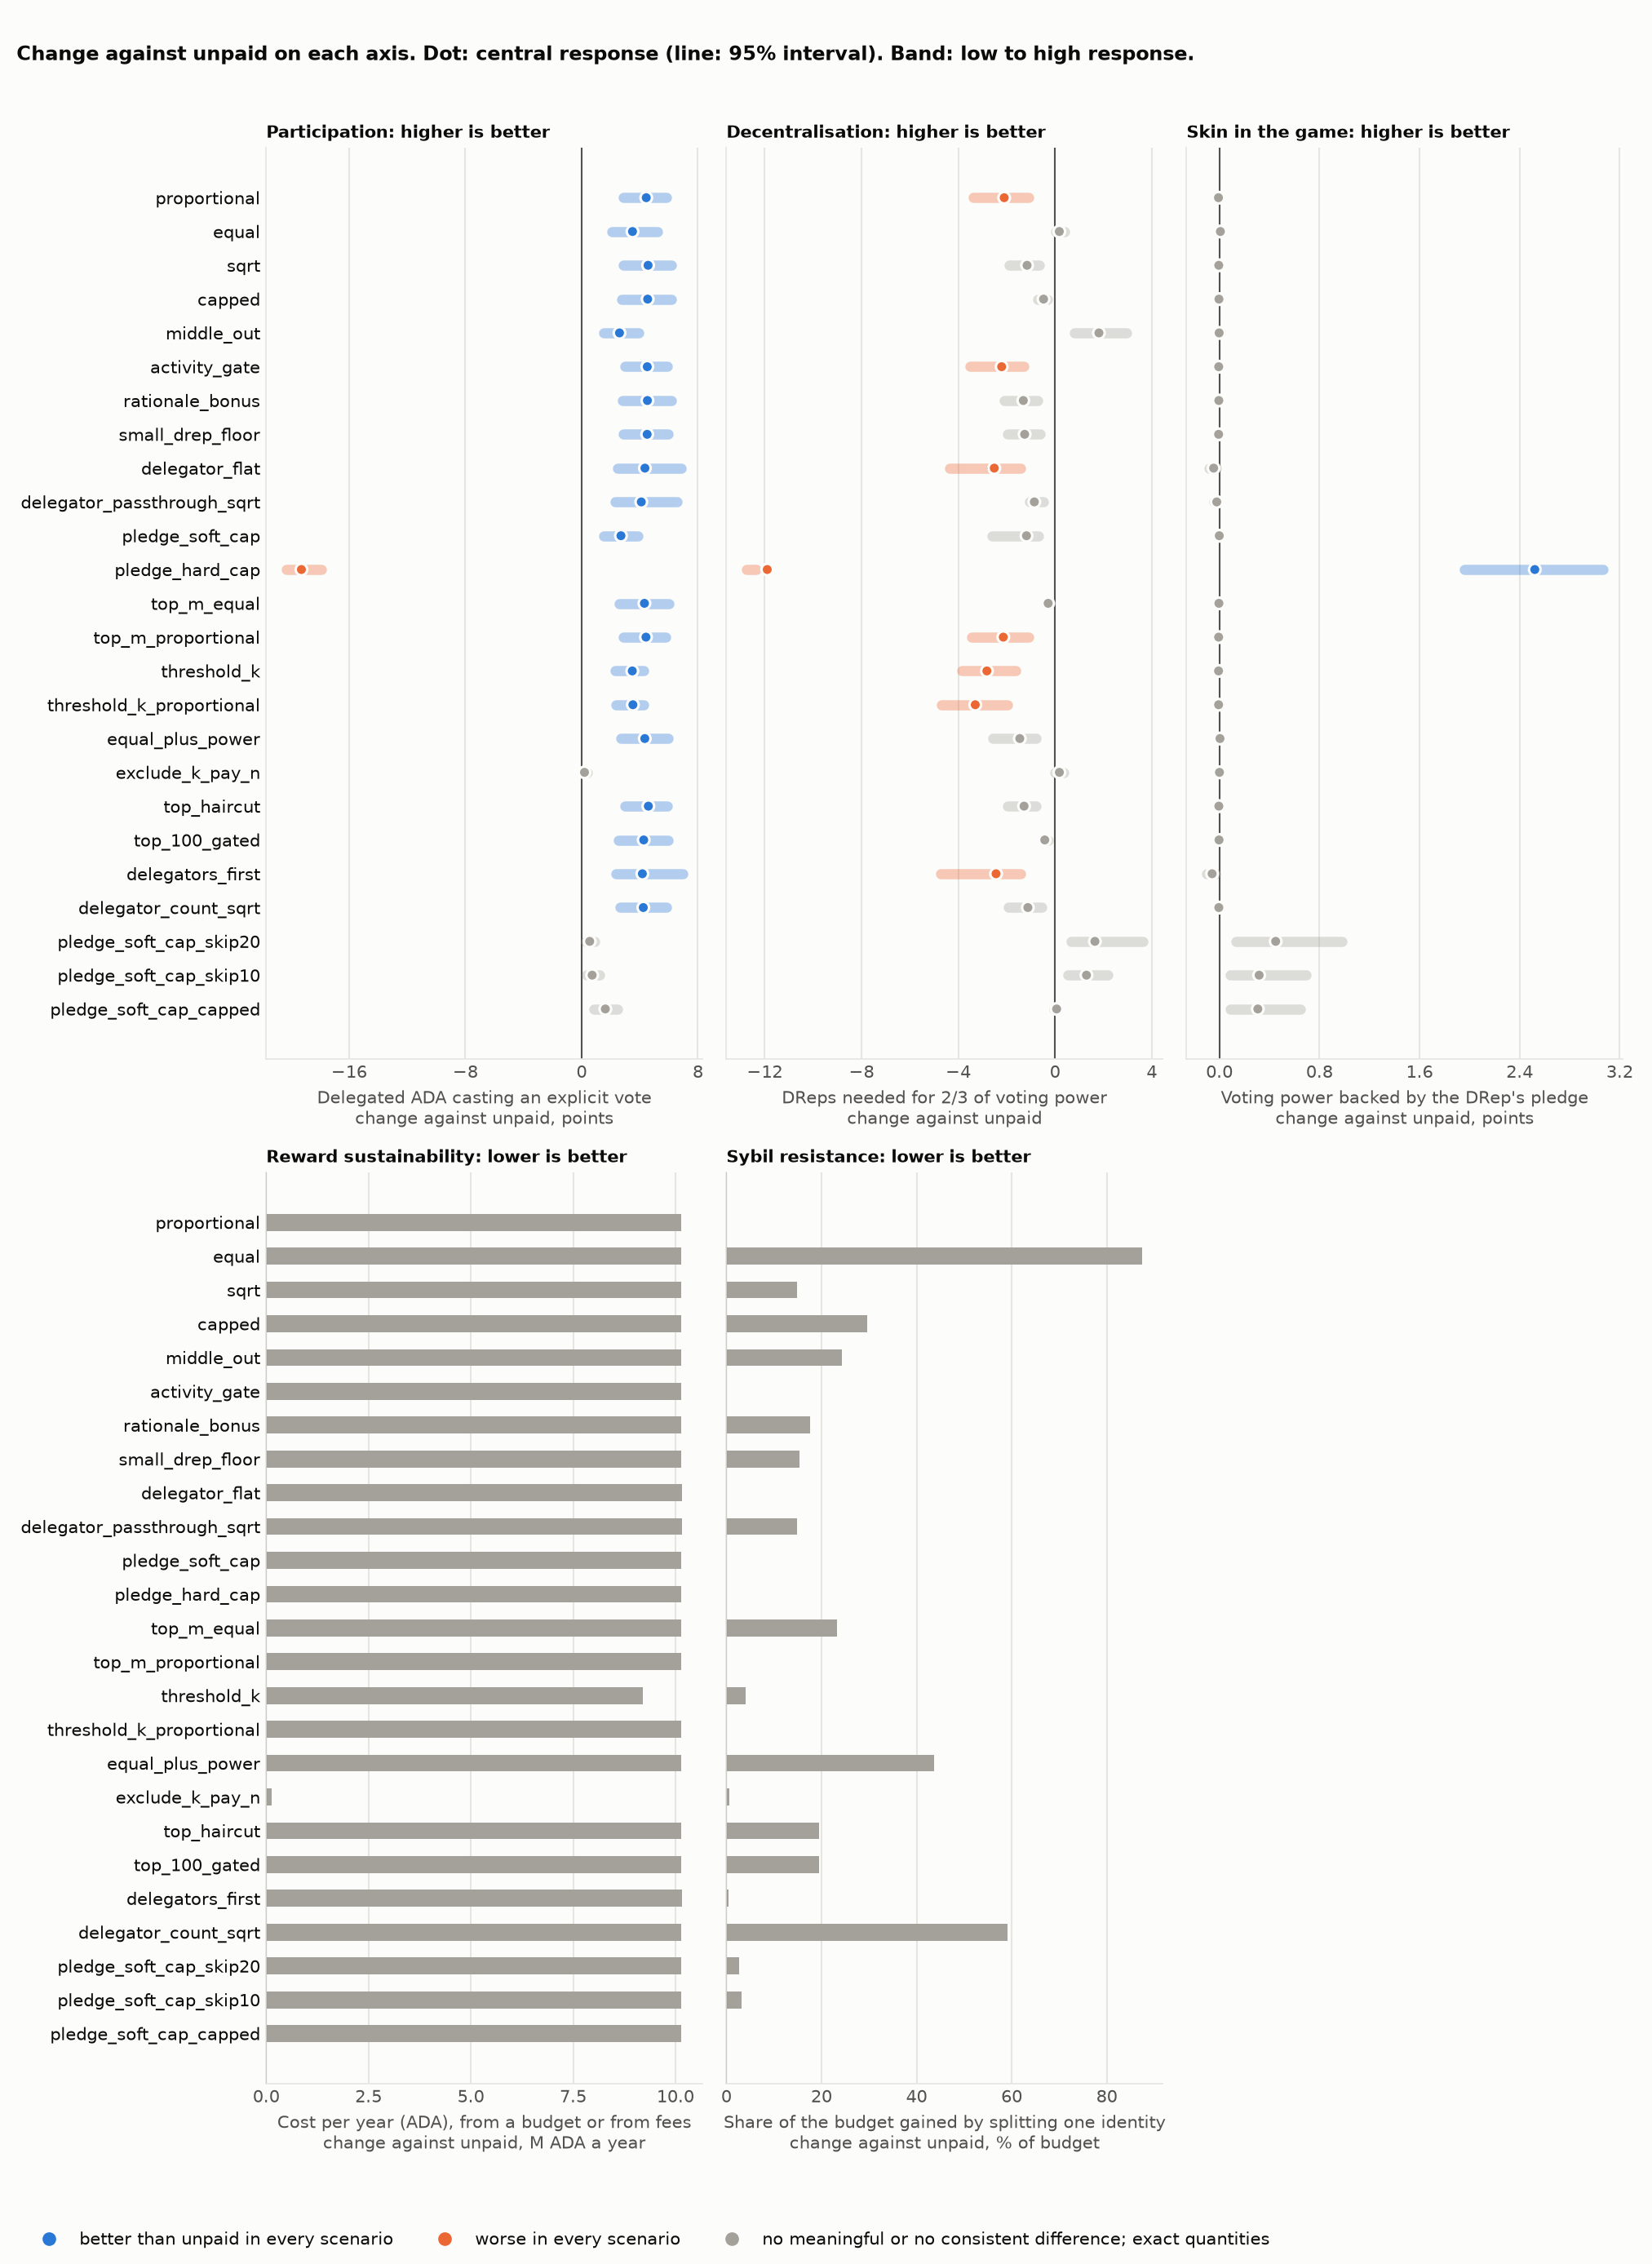 Change against unpaid on each axis. Dot: central response (line: 95% interval). Band: low to high response.
Participation: higher is better
Decentralisation: higher is better
Skin in the game: higher is better
proportional
equal
sqrt
capped
middle_out
activity_gate
rationale_bonus
small_drep_floor
delegator_flat
delegator_passthrough_sqrt
pledge_soft_cap
pledge_hard_cap
top_m_equal
top_m_proportional
threshold_k
threshold_k_proportional
equal_plus_power
exclude_k_pay_n
top_haircut
top_100_gated
delegators_first
delegator_count_sqrt
pledge_soft_cap_skip20
pledge_soft_cap_skip10
pledge_soft_cap_capped
−16 −8 0 8
−12 −8 −4 0 4
0.0 0.8 1.6 2.4 3.2
Delegated ADA casting an explicit vote
change against unpaid, points
DReps needed for 2/3 of voting power
change against unpaid
Voting power backed by the DRep's pledge
change against unpaid, points
Reward sustainability: lower is better
Sybil resistance: lower is better
proportional
equal
sqrt
capped
middle_out
activity_gate
rationale_bonus
small_drep_floor
delegator_flat
delegator_passthrough_sqrt
pledge_soft_cap
pledge_hard_cap
top_m_equal
top_m_proportional
threshold_k
threshold_k_proportional
equal_plus_power
exclude_k_pay_n
top_haircut
top_100_gated
delegators_first
delegator_count_sqrt
pledge_soft_cap_skip20
pledge_soft_cap_skip10
pledge_soft_cap_capped
0.0 2.5 5.0 7.5 10.0
0 20 40 60 80
Cost per year (ADA), from a budget or from fees
change against unpaid, M ADA a year
Share of the budget gained by splitting one identity
change against unpaid, % of budget
better than unpaid in every scenario
worse in every scenario
no meaningful or no consistent difference; exact quantities